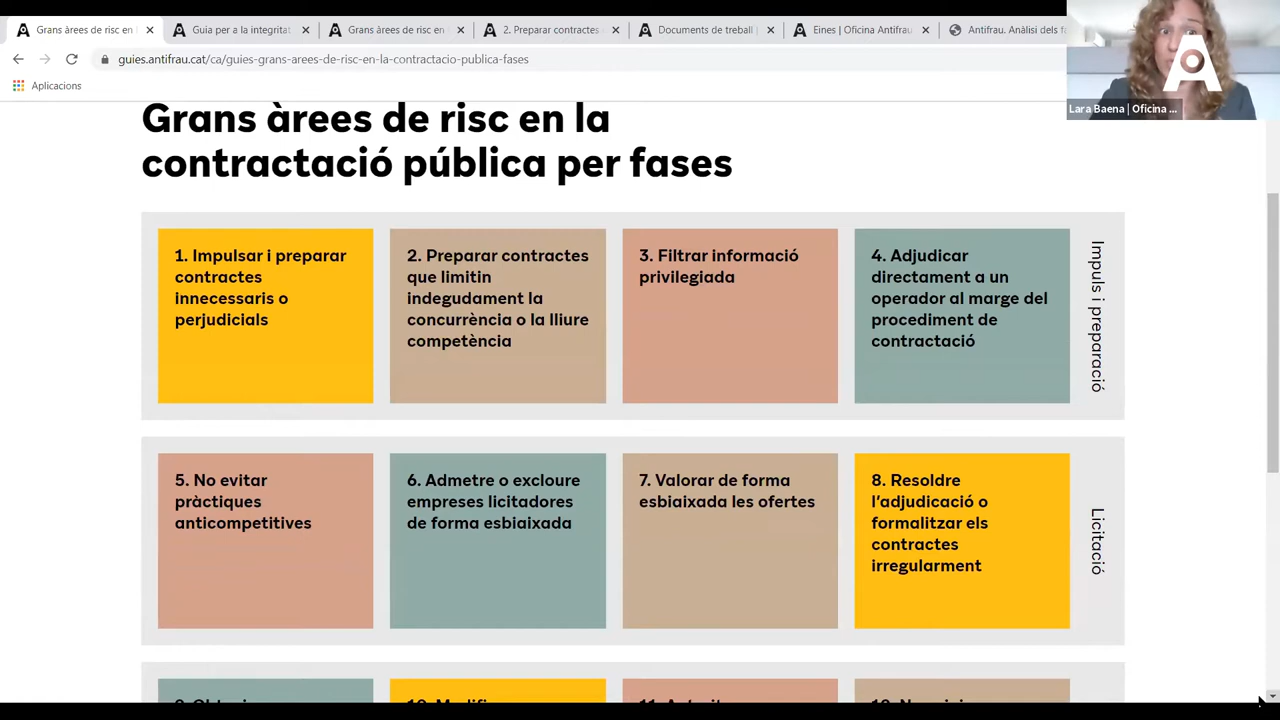 Grans àrees de risc en l
Guia per a la integritat
Grans àrees de risc en l
2. Preparar contractes
Documents de treball
Eines | Oficina Antifrau
Antifrau. Anàlisi dels
guies.antifrau.cat/ca/guies-grans-arees-de-risc-en-la-contractacio-publica-fases
Aplicacions
Lara Baena | Oficina ...
Grans àrees de risc en la
contractació pública per fases
1. Impulsar i preparar
contractes
innecessaris o
perjudicials
2. Preparar contractes
que limitin
indegudament la
concurrència o la lliure
competència
3. Filtrar informació
privilegiada
4. Adjudicar
directament a un
operador al marge del
procediment de
contractació
Impuls i preparació
5. No evitar
pràctiques
anticompetitives
6. Admetre o excloure
empreses licitadores
de forma esbiaixada
7. Valorar de forma
esbiaixada les ofertes
8. Resoldre
l'adjudicació o
formalitzar els
contractes
irregularment
Licitació